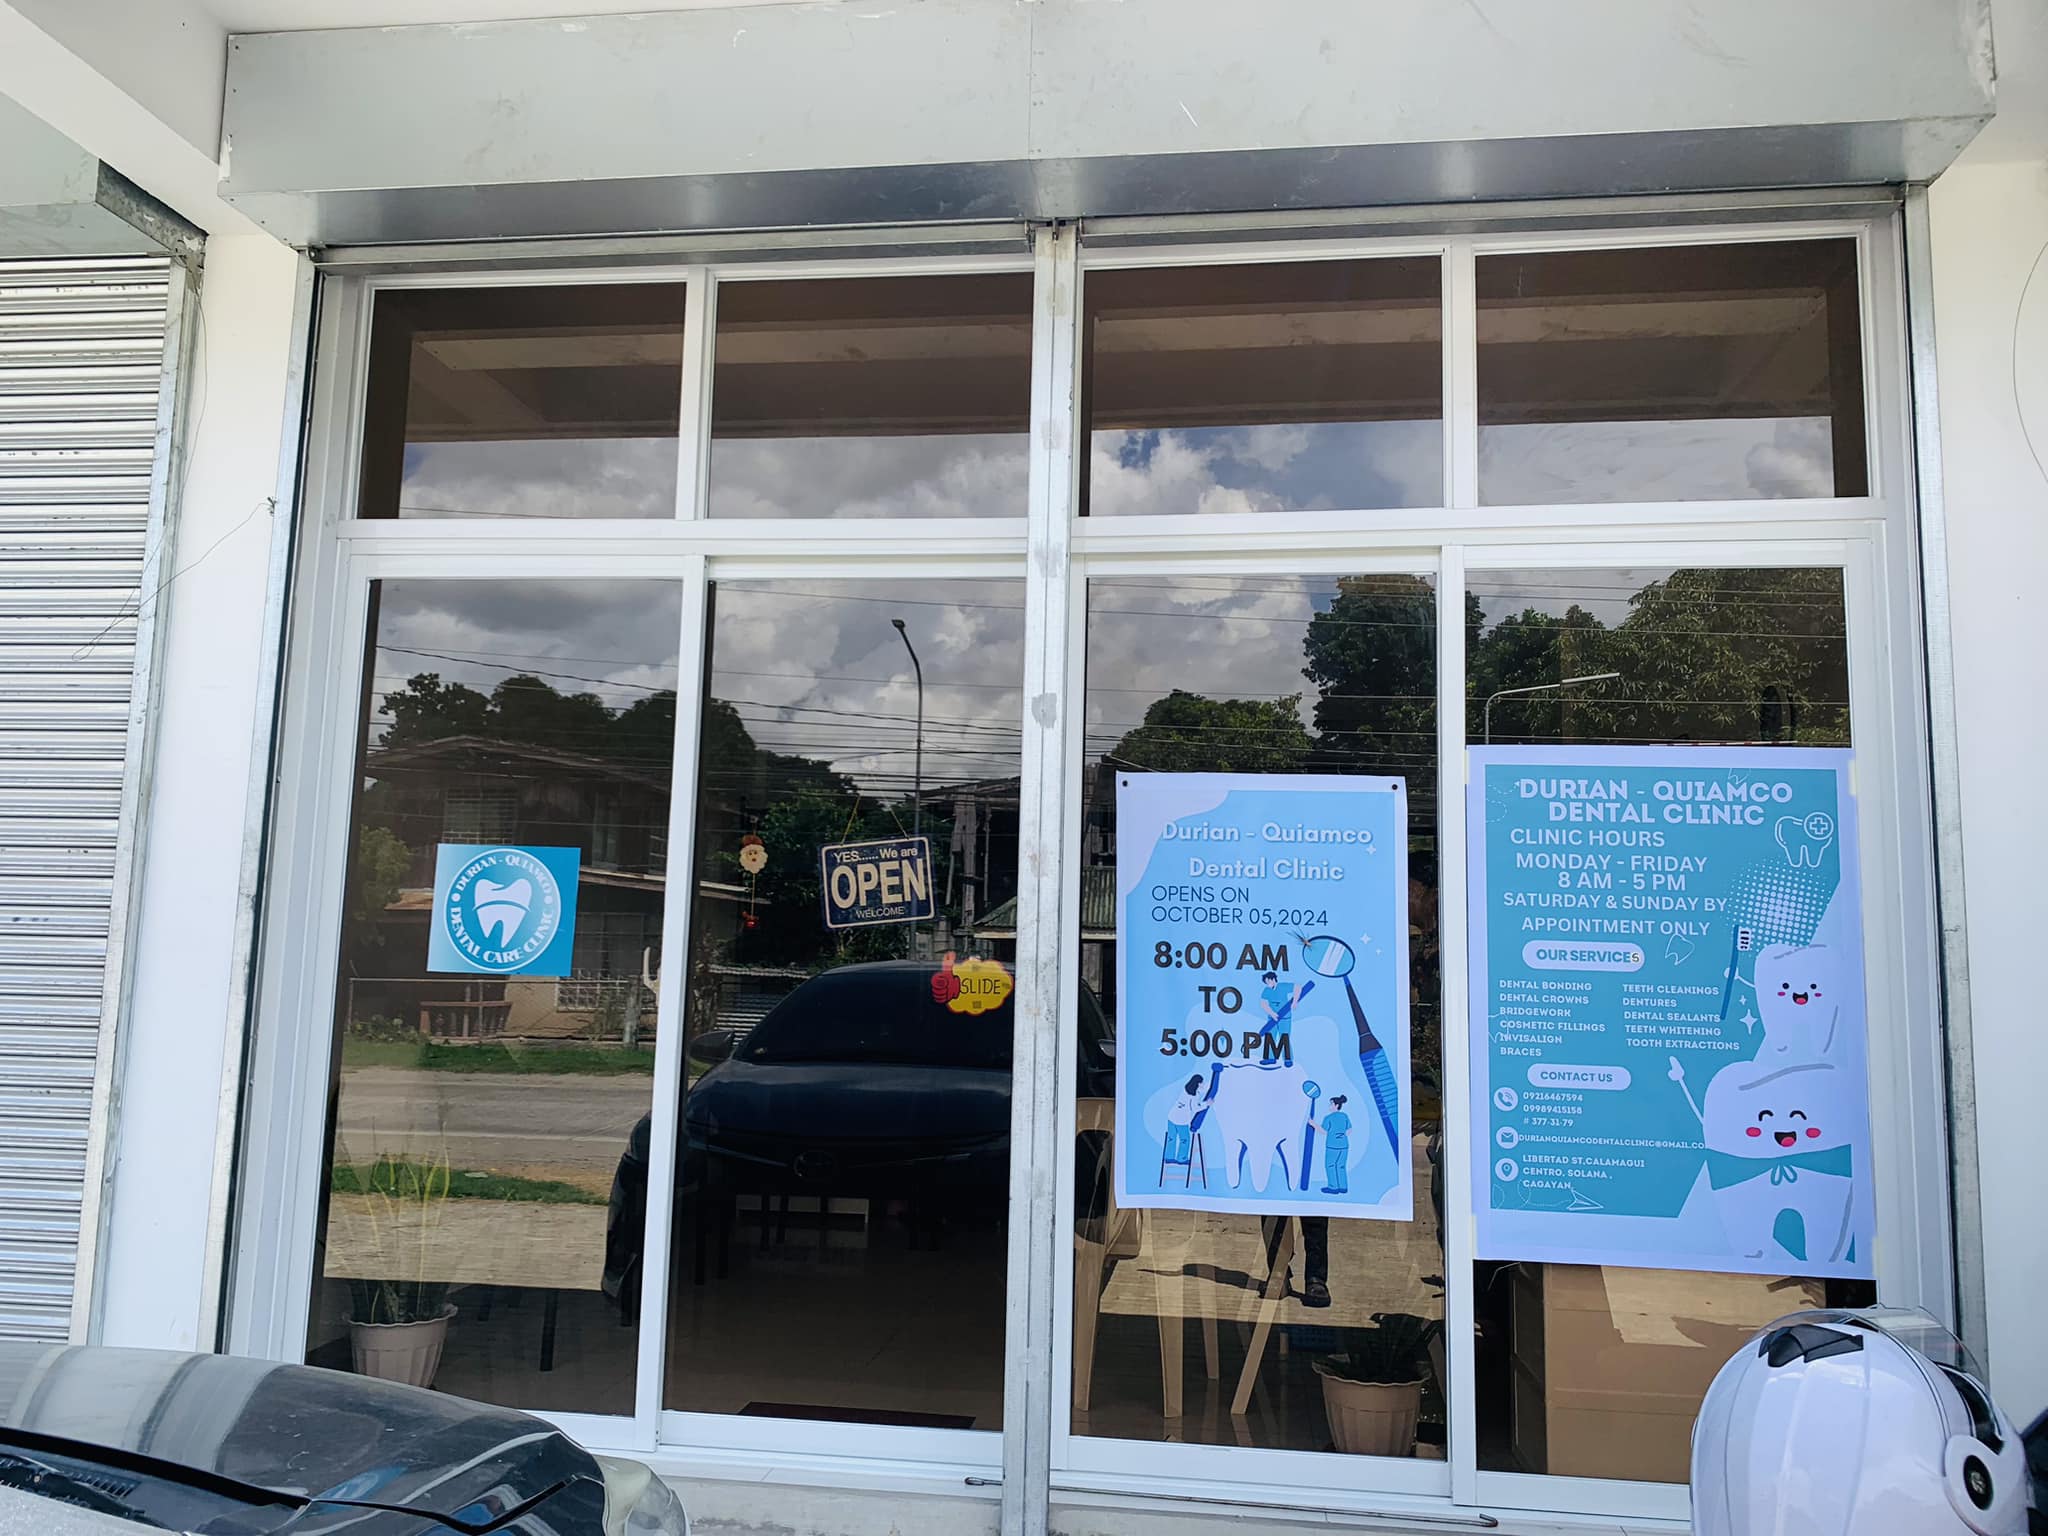 DURIAN - QUIAMCO
DENTAL CARE CLINIC
YES...... We are
OPEN
WELCOME
SLIDE
Durian - Quiamco
Dental Clinic
OPENS ON
OCTOBER 05,2024
8:00 AM
TO
5:00 PM
DURIAN - QUIAMCO
DENTAL CLINIC
CLINIC HOURS
MONDAY - FRIDAY
8 AM - 5 PM
SATURDAY & SUNDAY BY
APPOINTMENT ONLY
OUR SERVICES
DENTAL BONDING
DENTAL CROWNS
BRIDGEWORK
COSMETIC FILLINGS
INVISALIGN
BRACES
TEETH CLEANINGS
DENTURES
DENTAL SEALANTS
TEETH WHITENING
TOOTH EXTRACTIONS
CONTACT US
09216467594
09989415158
# 377-31-79
DURIANQUIAMCODENTALCLINIC@GMAIL.CO
LIBERTAD ST,CALAMAGUI
CENTRO, SOLANA ,
CAGAYAN,